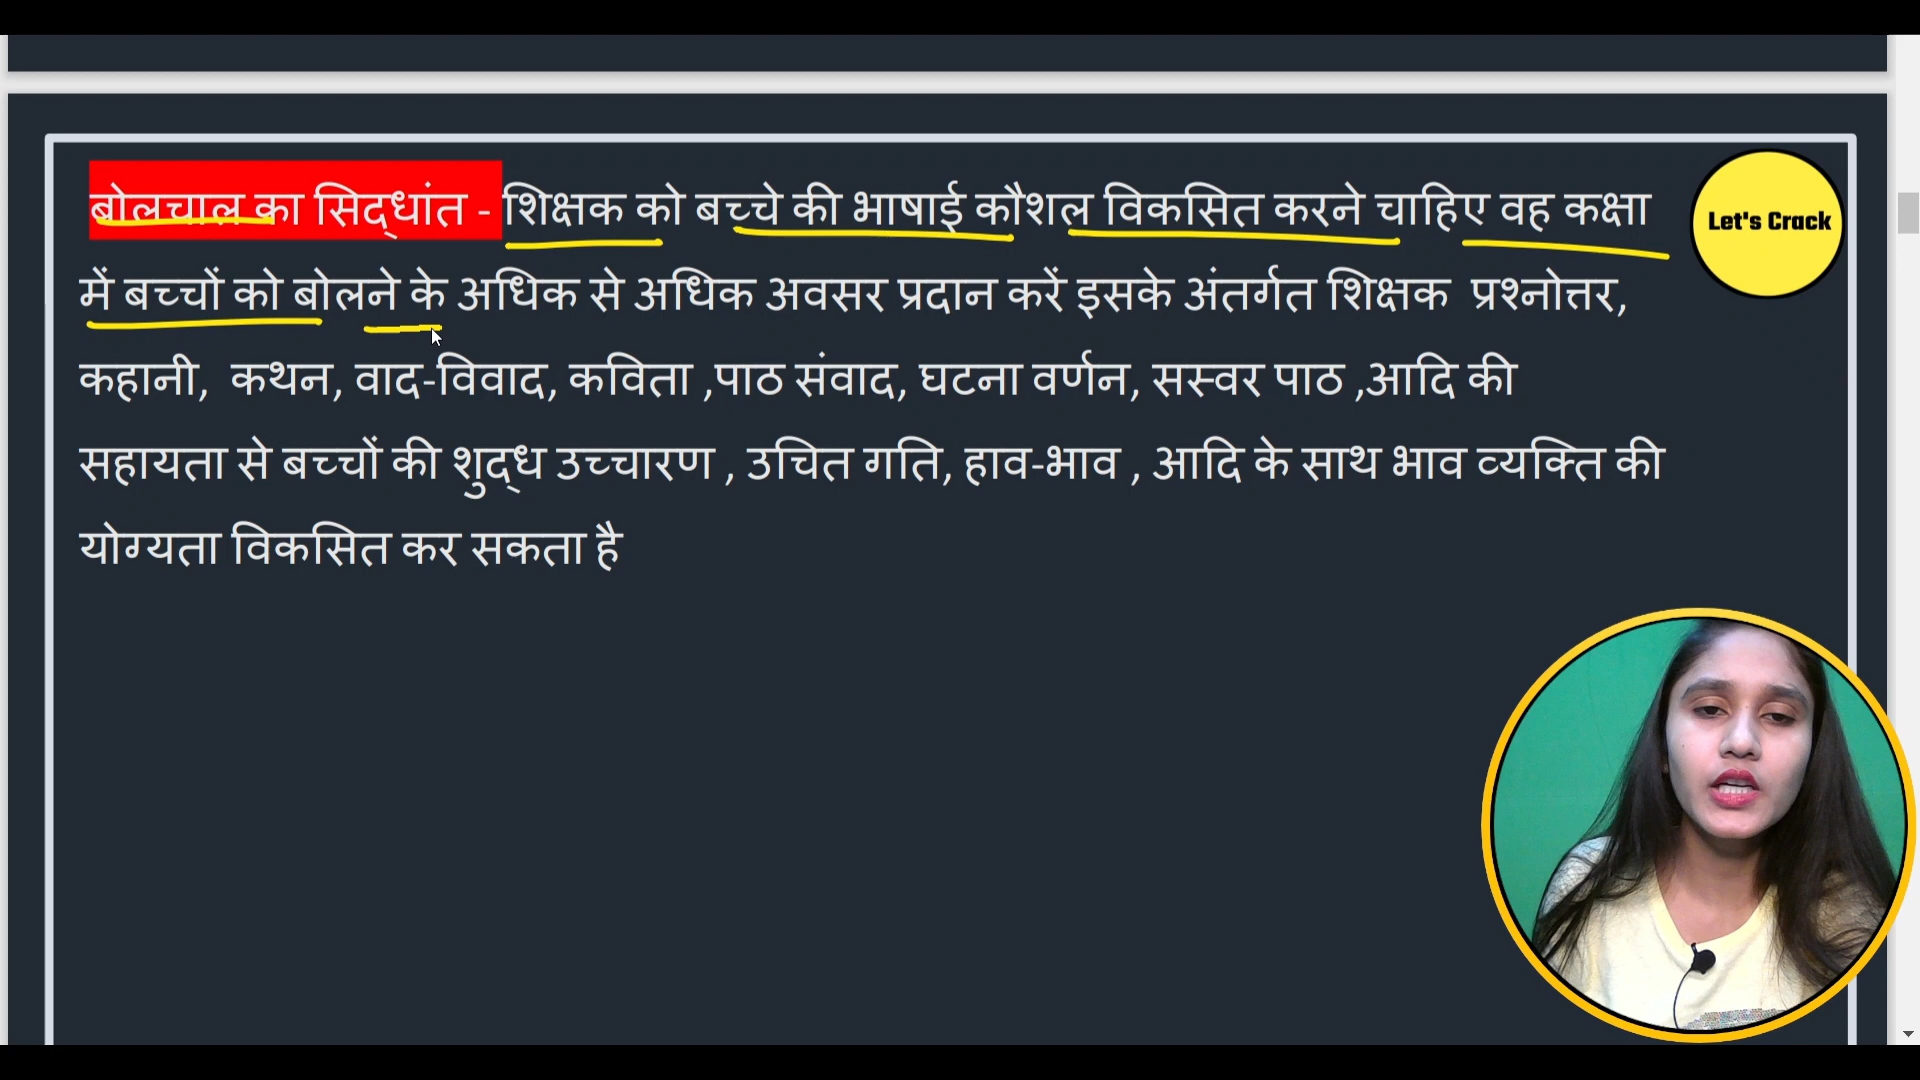 बोलचाल का सिद्धांत - शिक्षक को बच्चे की भाषाई कौशल विकसित करने चाहिए वह कक्षा
Let's Crack
में बच्चों को बोलने के अधिक से अधिक अवसर प्रदान करें इसके अंतर्गत शिक्षक प्रश्नोत्तर,
कहानी, कथन, वाद-विवाद, कविता ,पाठ संवाद, घटना वर्णन, सस्वर पाठ ,आदि की
सहायता से बच्चों की शुद्ध उच्चारण , उचित गति, हाव-भाव , आदि के साथ भाव व्यक्ति की
योग्यता विकसित कर सकता है